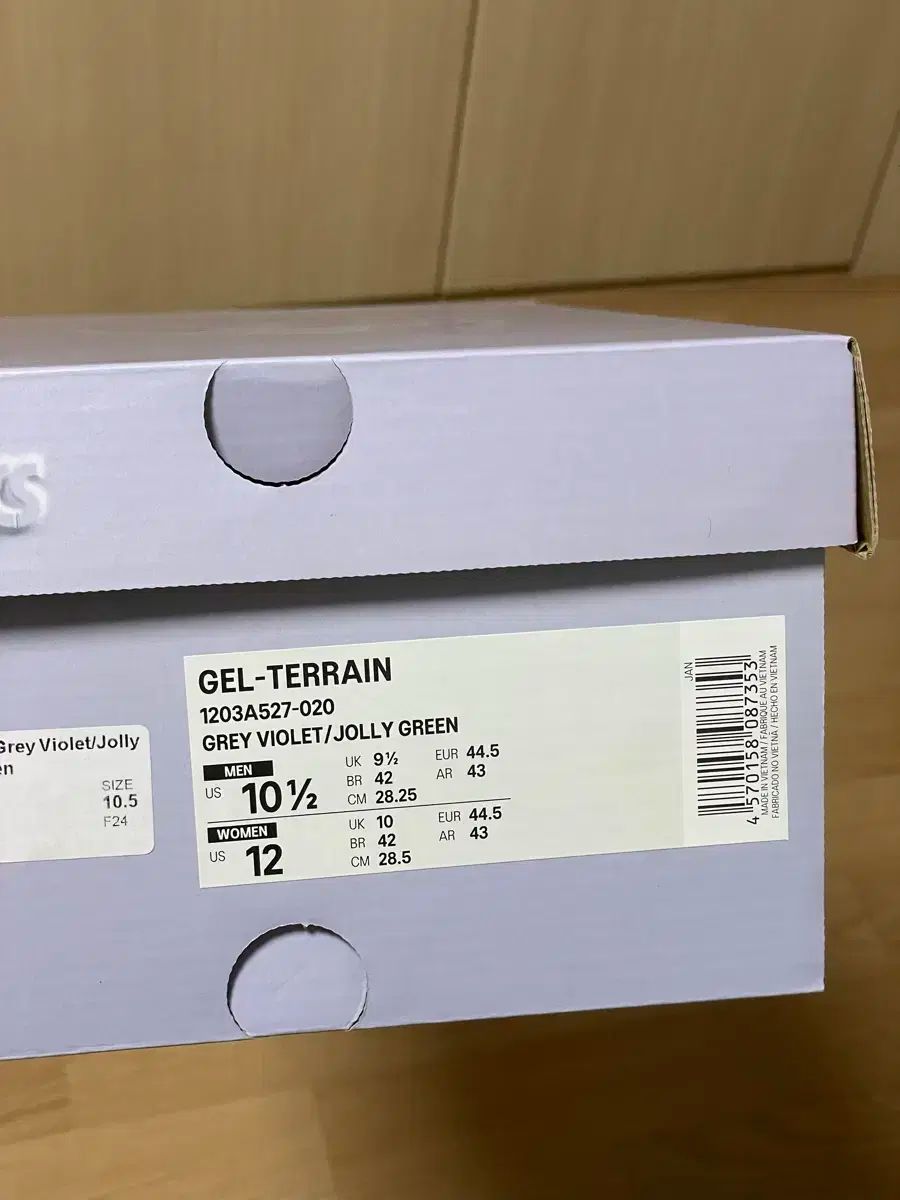 cs
Grey Violet/Jolly
en
SIZE
10.5
F24
GEL-TERRAIN
1203A527-020
GREY VIOLET/JOLLY GREEN
MEN
US 10½
UK 9½ EUR 44.5
BR 42 AR 43
CM 28.25
WOMEN
US 12
UK 10 EUR 44.5
BR 42 AR 43
CM 28.5
JAN
4 570158 087353
MADE IN VIETNAM / FABRIQUÉ AU VIETNAM
FABRICADO NO VIETNÃ / HECHO EN VIETNAM